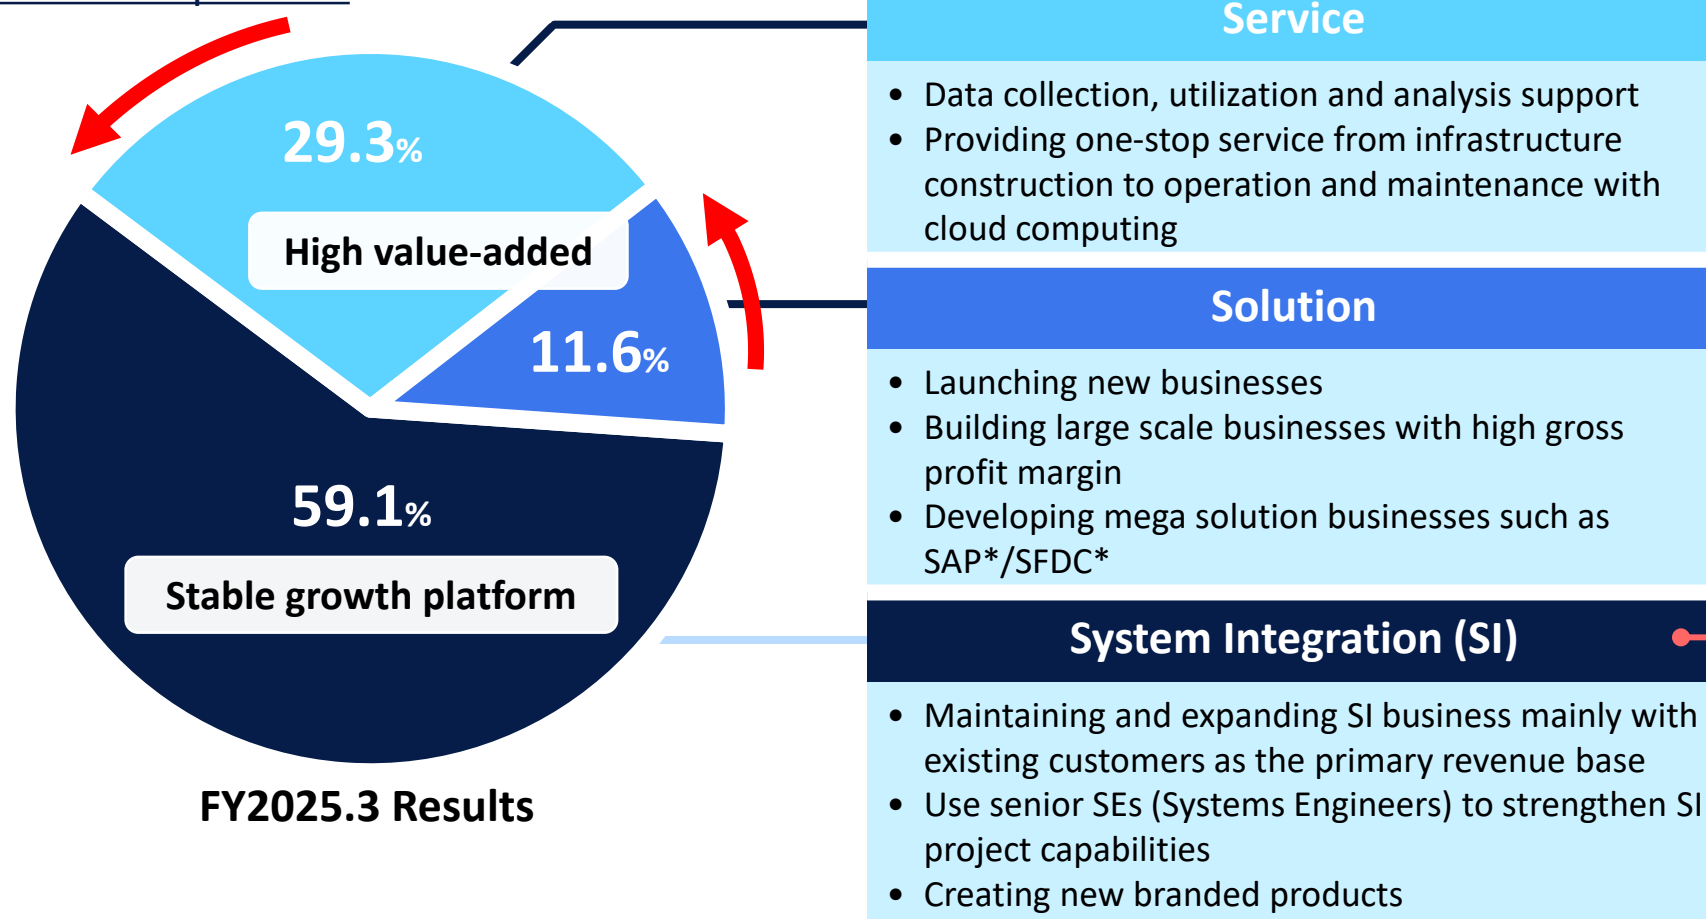 29.3%
High value-added
11.6%
59.1%
Stable growth platform
FY2025.3 Results
Service
• Data collection, utilization and analysis support
• Providing one-stop service from infrastructure
construction to operation and maintenance with
cloud computing
Solution
• Launching new businesses
• Building large scale businesses with high gross
profit margin
• Developing mega solution businesses such as
SAP*/SFDC*
System Integration (SI)
• Maintaining and expanding SI business mainly with
existing customers as the primary revenue base
• Use senior SEs (Systems Engineers) to strengthen SI
project capabilities
• Creating new branded products